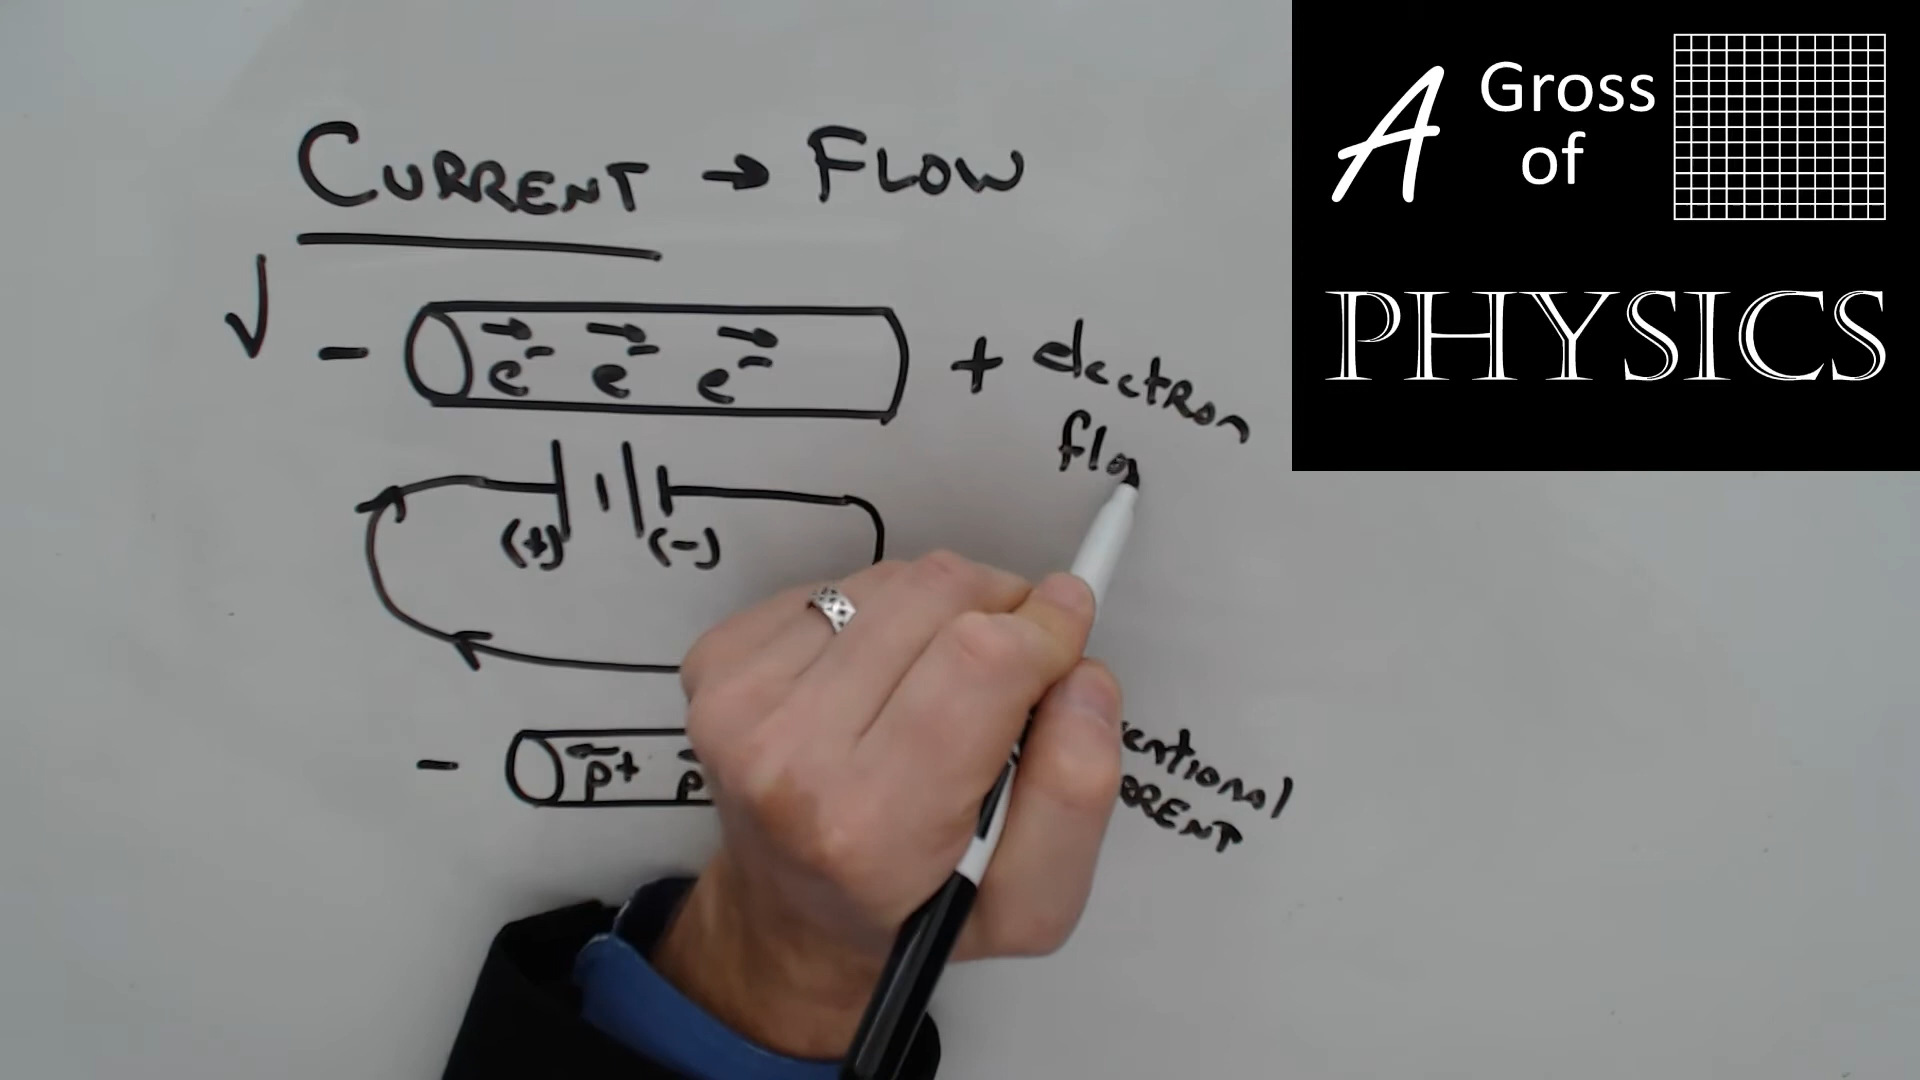 CURRENT → FLOW
- e⁻ e⁻ e⁻ + electron
flo
(+) (-)
- p+ p
entional
RRENT
A Gross
of
PHYSICS